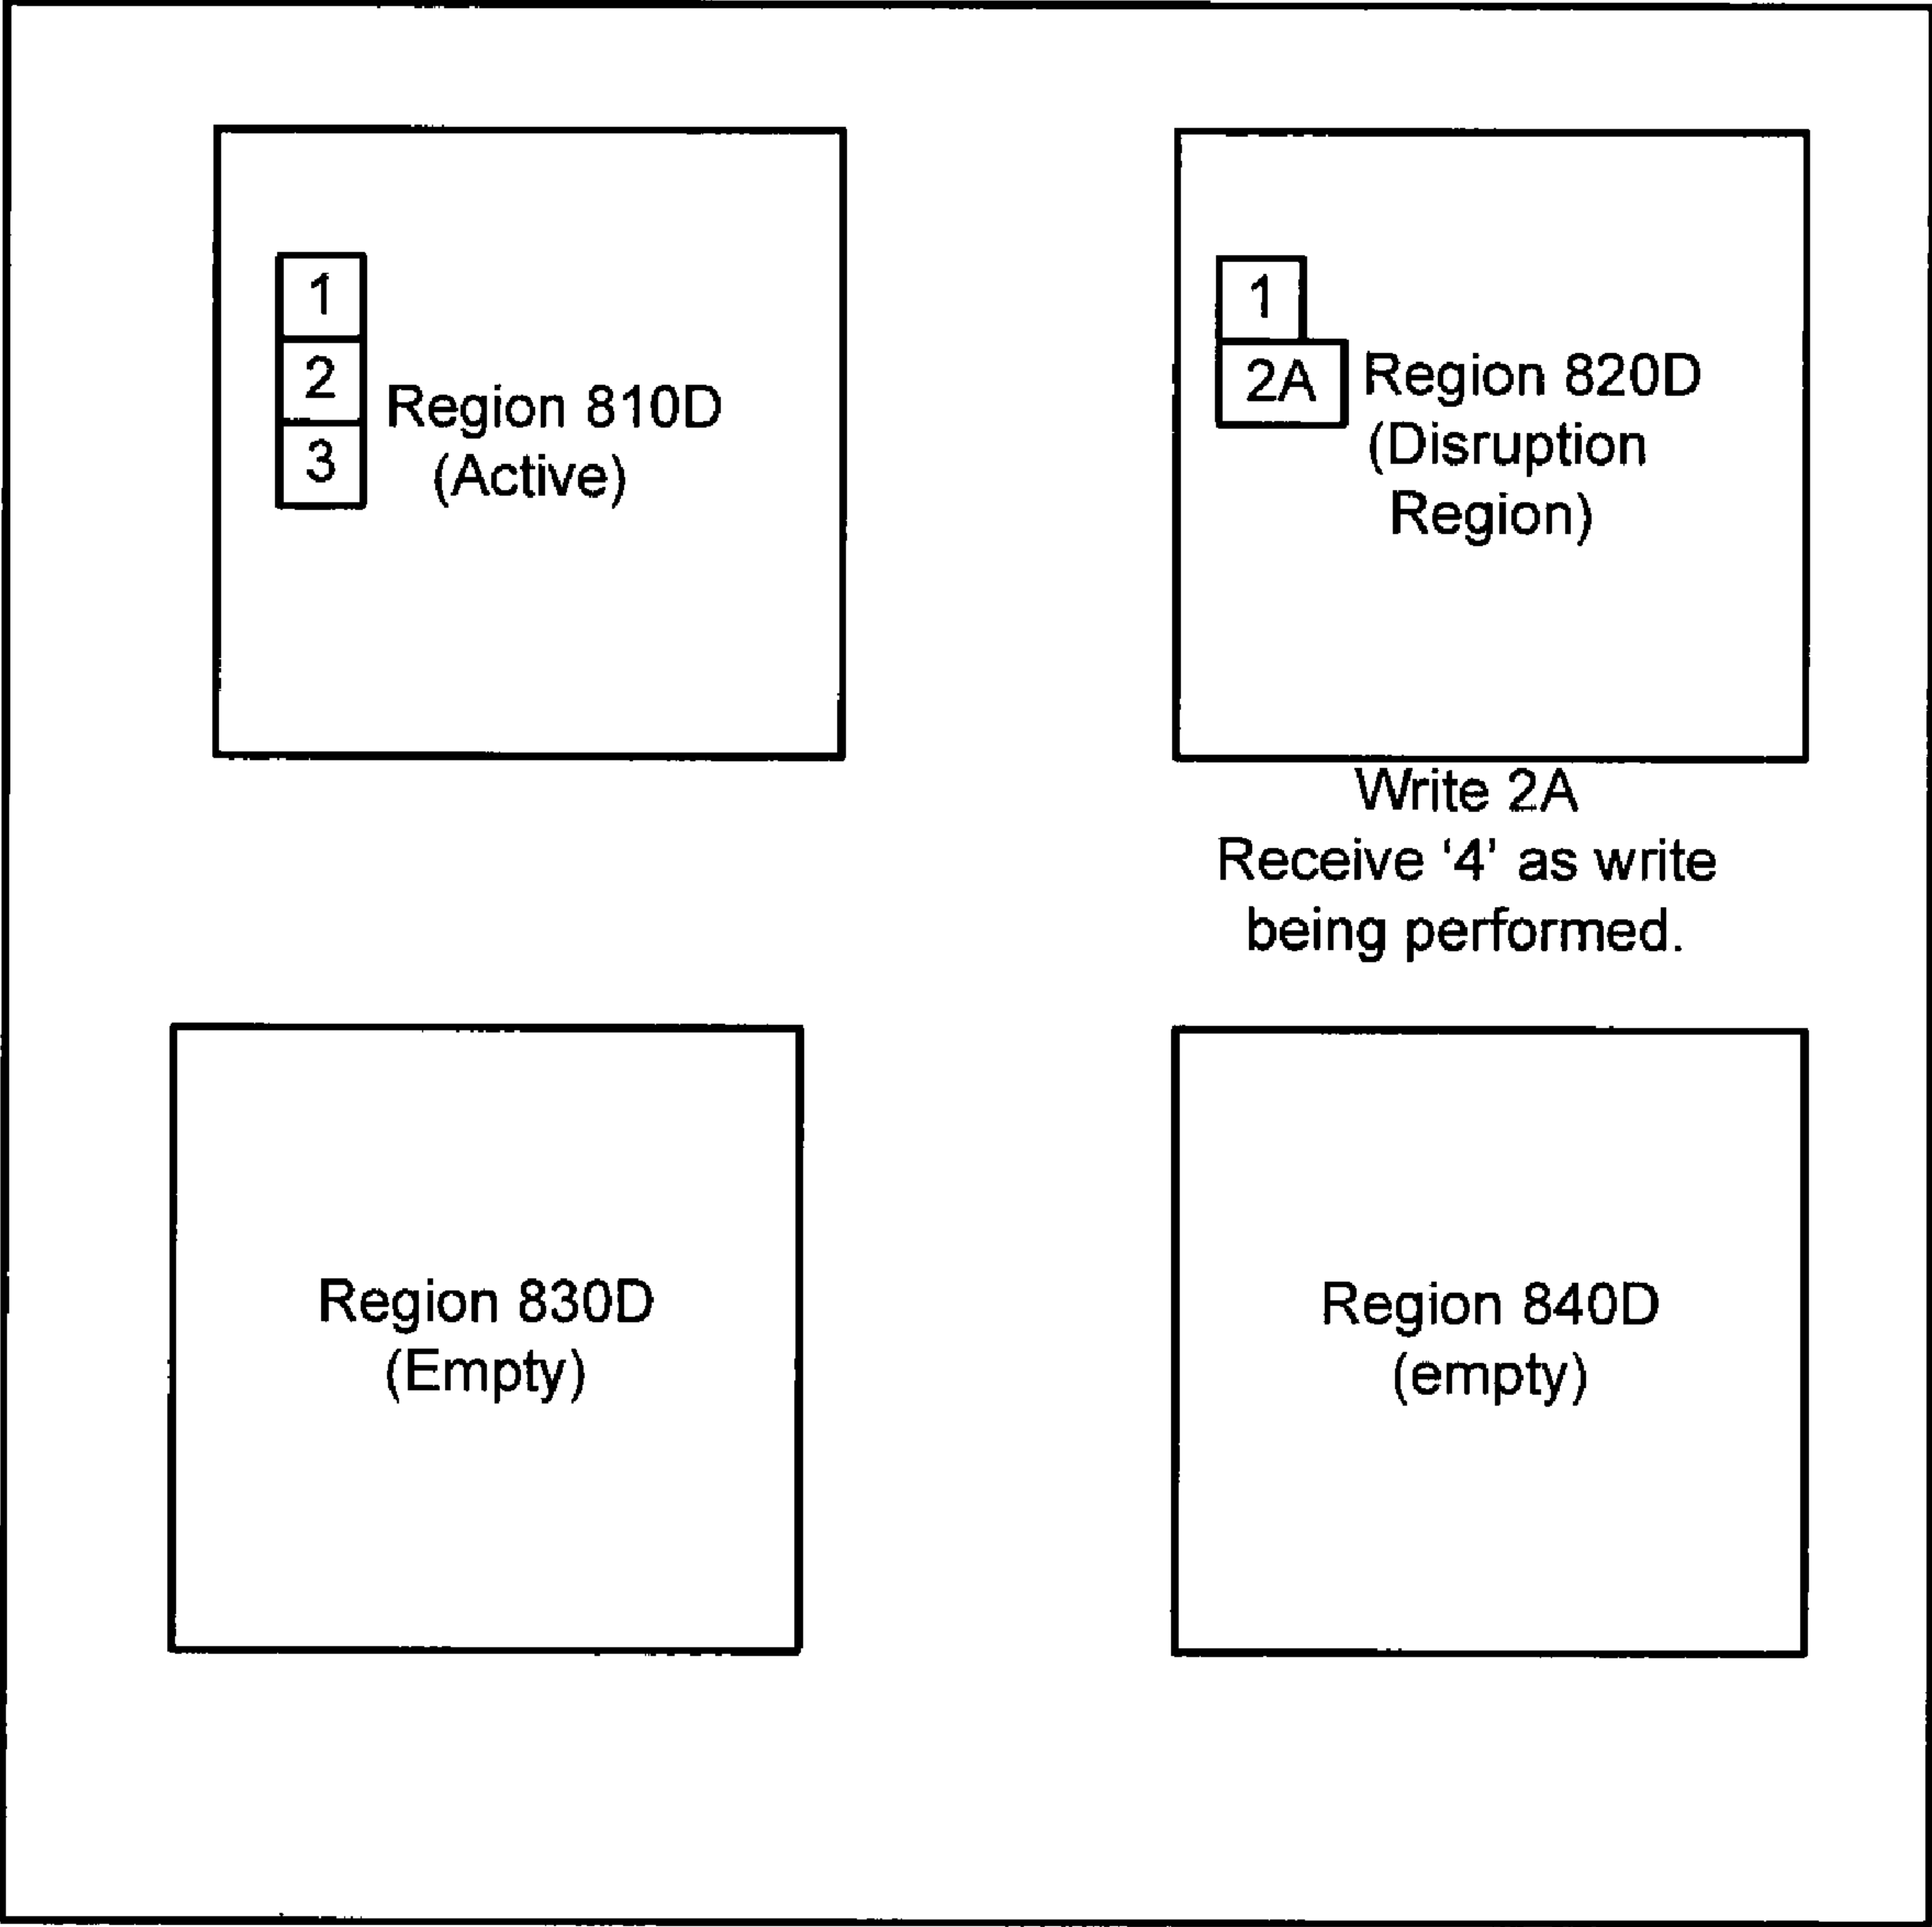 1
2
3
Region 810D
(Active)
1
2A
Region 820D
(Disruption
Region)
Write 2A
Receive ‘4’ as write
being performed.
Region 830D
(Empty)
Region 840D
(empty)